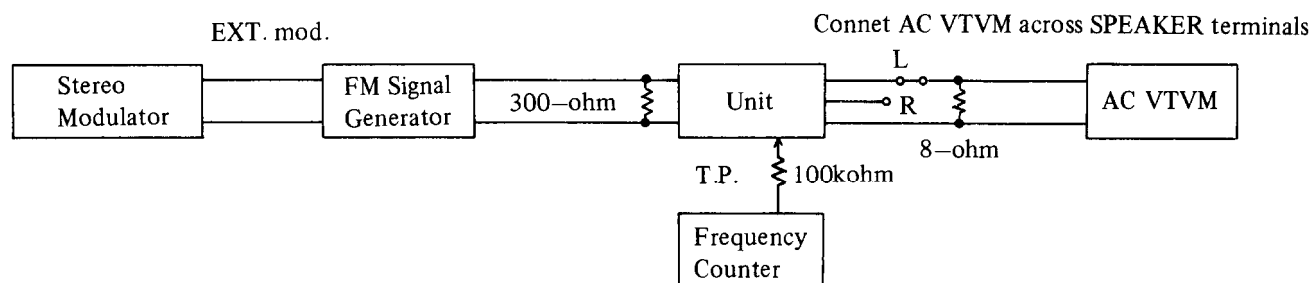 EXT. mod.
Connet AC VTVM across SPEAKER terminals
Stereo
Modulator
FM Signal
Generator
300–ohm
Unit
L
R
8–ohm
AC VTVM
T.P.
100kohm
Frequency
Counter